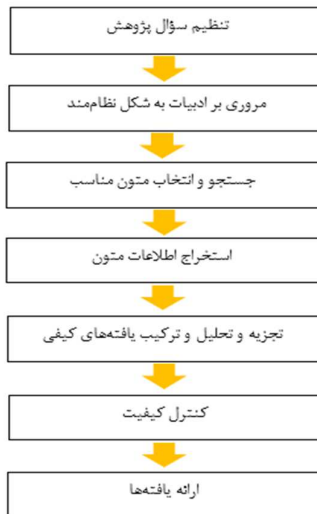 تنظیم سؤال پژوهش
مروری بر ادبیات به شکل نظام‌مند
جستجو و انتخاب متون مناسب
استخراج اطلاعات متون
تجزیه و تحلیل و ترکیب یافته‌های کیفی
کنترل کیفیت
ارائه یافته‌ها